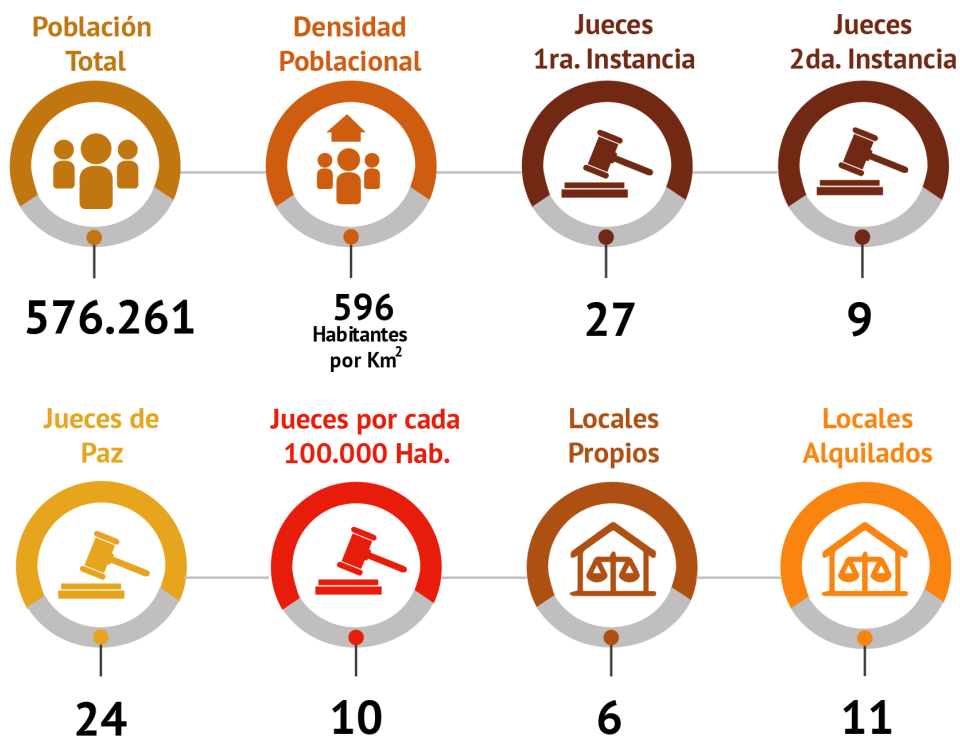 Población
Total
Densidad
Poblacional
Jueces
1ra. Instancia
Jueces
2da. Instancia
576.261
596
Habitantes
por Km²
27
9
Jueces de
Paz
Jueces por cada
100.000 Hab.
Locales
Propios
Locales
Alquilados
24
10
6
11